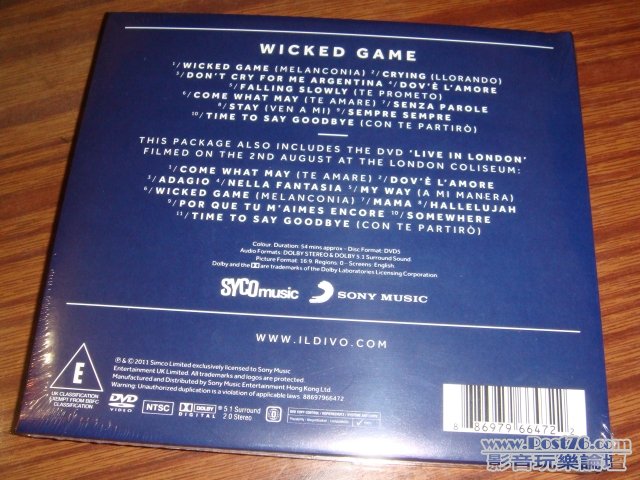 WICKED GAME
1/WICKED GAME (MELANCONIA) 2/CRYING (LLORANDO)
3/DON'T CRY FOR ME ARGENTINA 4/DOV'È L'AMORE
5/FALLING SLOWLY (TE PROMETO)
6/COME WHAT MAY (TE AMARE) 7/SENZA PAROLE
8/STAY (VEN A MI) 9/SEMPRE SEMPRE
10/TIME TO SAY GOODBYE (CON TE PARTIRÒ)
THIS PACKAGE ALSO INCLUDES THE DVD 'LIVE IN LONDON'
FILMED ON THE 2ND AUGUST AT THE LONDON COLISEUM:
1/COME WHAT MAY (TE AMARE) 2/DOV'È L'AMORE
3/ADAGIO 4/NELLA FANTASIA 5/MY WAY (A MI MANERA)
6/WICKED GAME (MELANCONIA) 7/MAMA 8/HALLELUJAH
9/POR QUE TU M'AIMES ENCORE 10/SOMEWHERE
11/TIME TO SAY GOODBYE (CON TE PARTIRÒ)
Colour. Duration: 54 mins approx - Disc Format: DVD5
Audio Formats: DOLBY STEREO & DOLBY 5.1 Surround Sound
Picture Format: 16:9. Regions: 0 - Screens: English
Dolby and the are trademarks of the Dolby Laboratories Licensing Corporation
SYCOmusic SONY MUSIC
WWW.ILDIVO.COM
E
UK CLASSIFICATION
EXEMPT FROM BBFC
CLASSIFICATION
℗ & © 2011 Simco Limited exclusively licensed to Sony Music
Entertainment UK Limited. All trademarks and logos are protected.
Manufactured and Distributed by Sony Music Entertainment Hong Kong Ltd.
Warning: Unauthorized duplication is a violation of applicable laws. 88697966472
DVD
VIDEO
NTSC
DOLBY
DIGITAL
5.1 Surround
2.0 Stereo
8 86979 66472 2
www.Post76.com
影音玩樂論壇